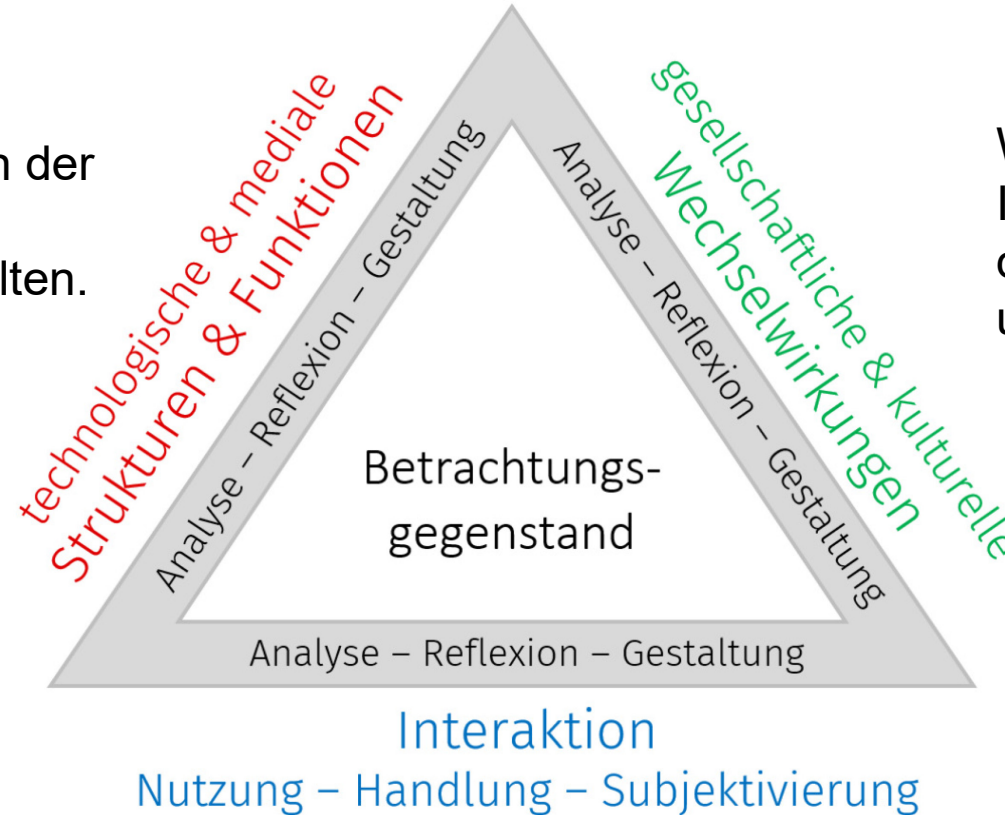 der
lten.
technologische & mediale
Strukturen & Funktionen
Analyse – Reflexion – Gestaltung
gesellschaftliche & kulturelle
Wechselwirkungen
Analyse – Reflexion – Gestaltung
Betrachtungs-
gegenstand
Analyse – Reflexion – Gestaltung
Interaktion
Nutzung – Handlung – Subjektivierung